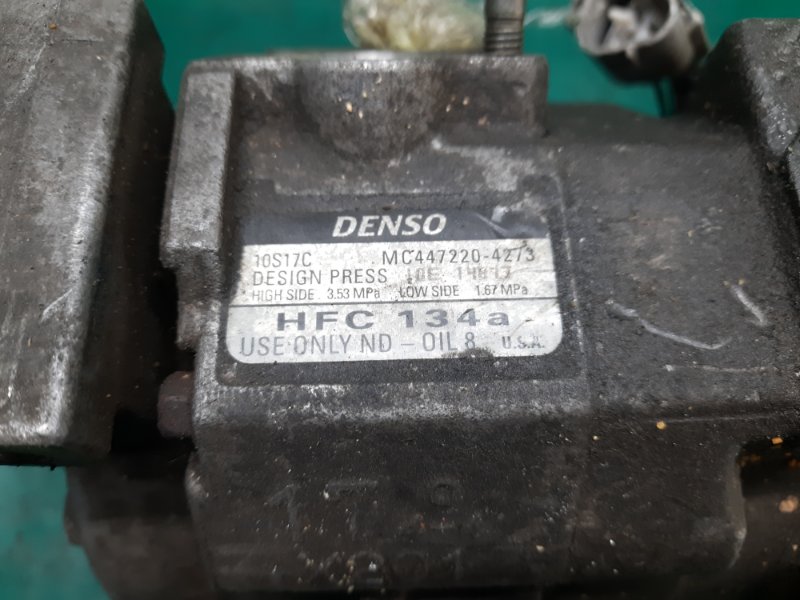 DENSO
10S17C MC447220-4273
DESIGN PRESS
HIGH SIDE 3.53 MPa LOW SIDE 1.67 MPa
HFC 134a
USE ONLY ND-OIL 8 U.S.A.